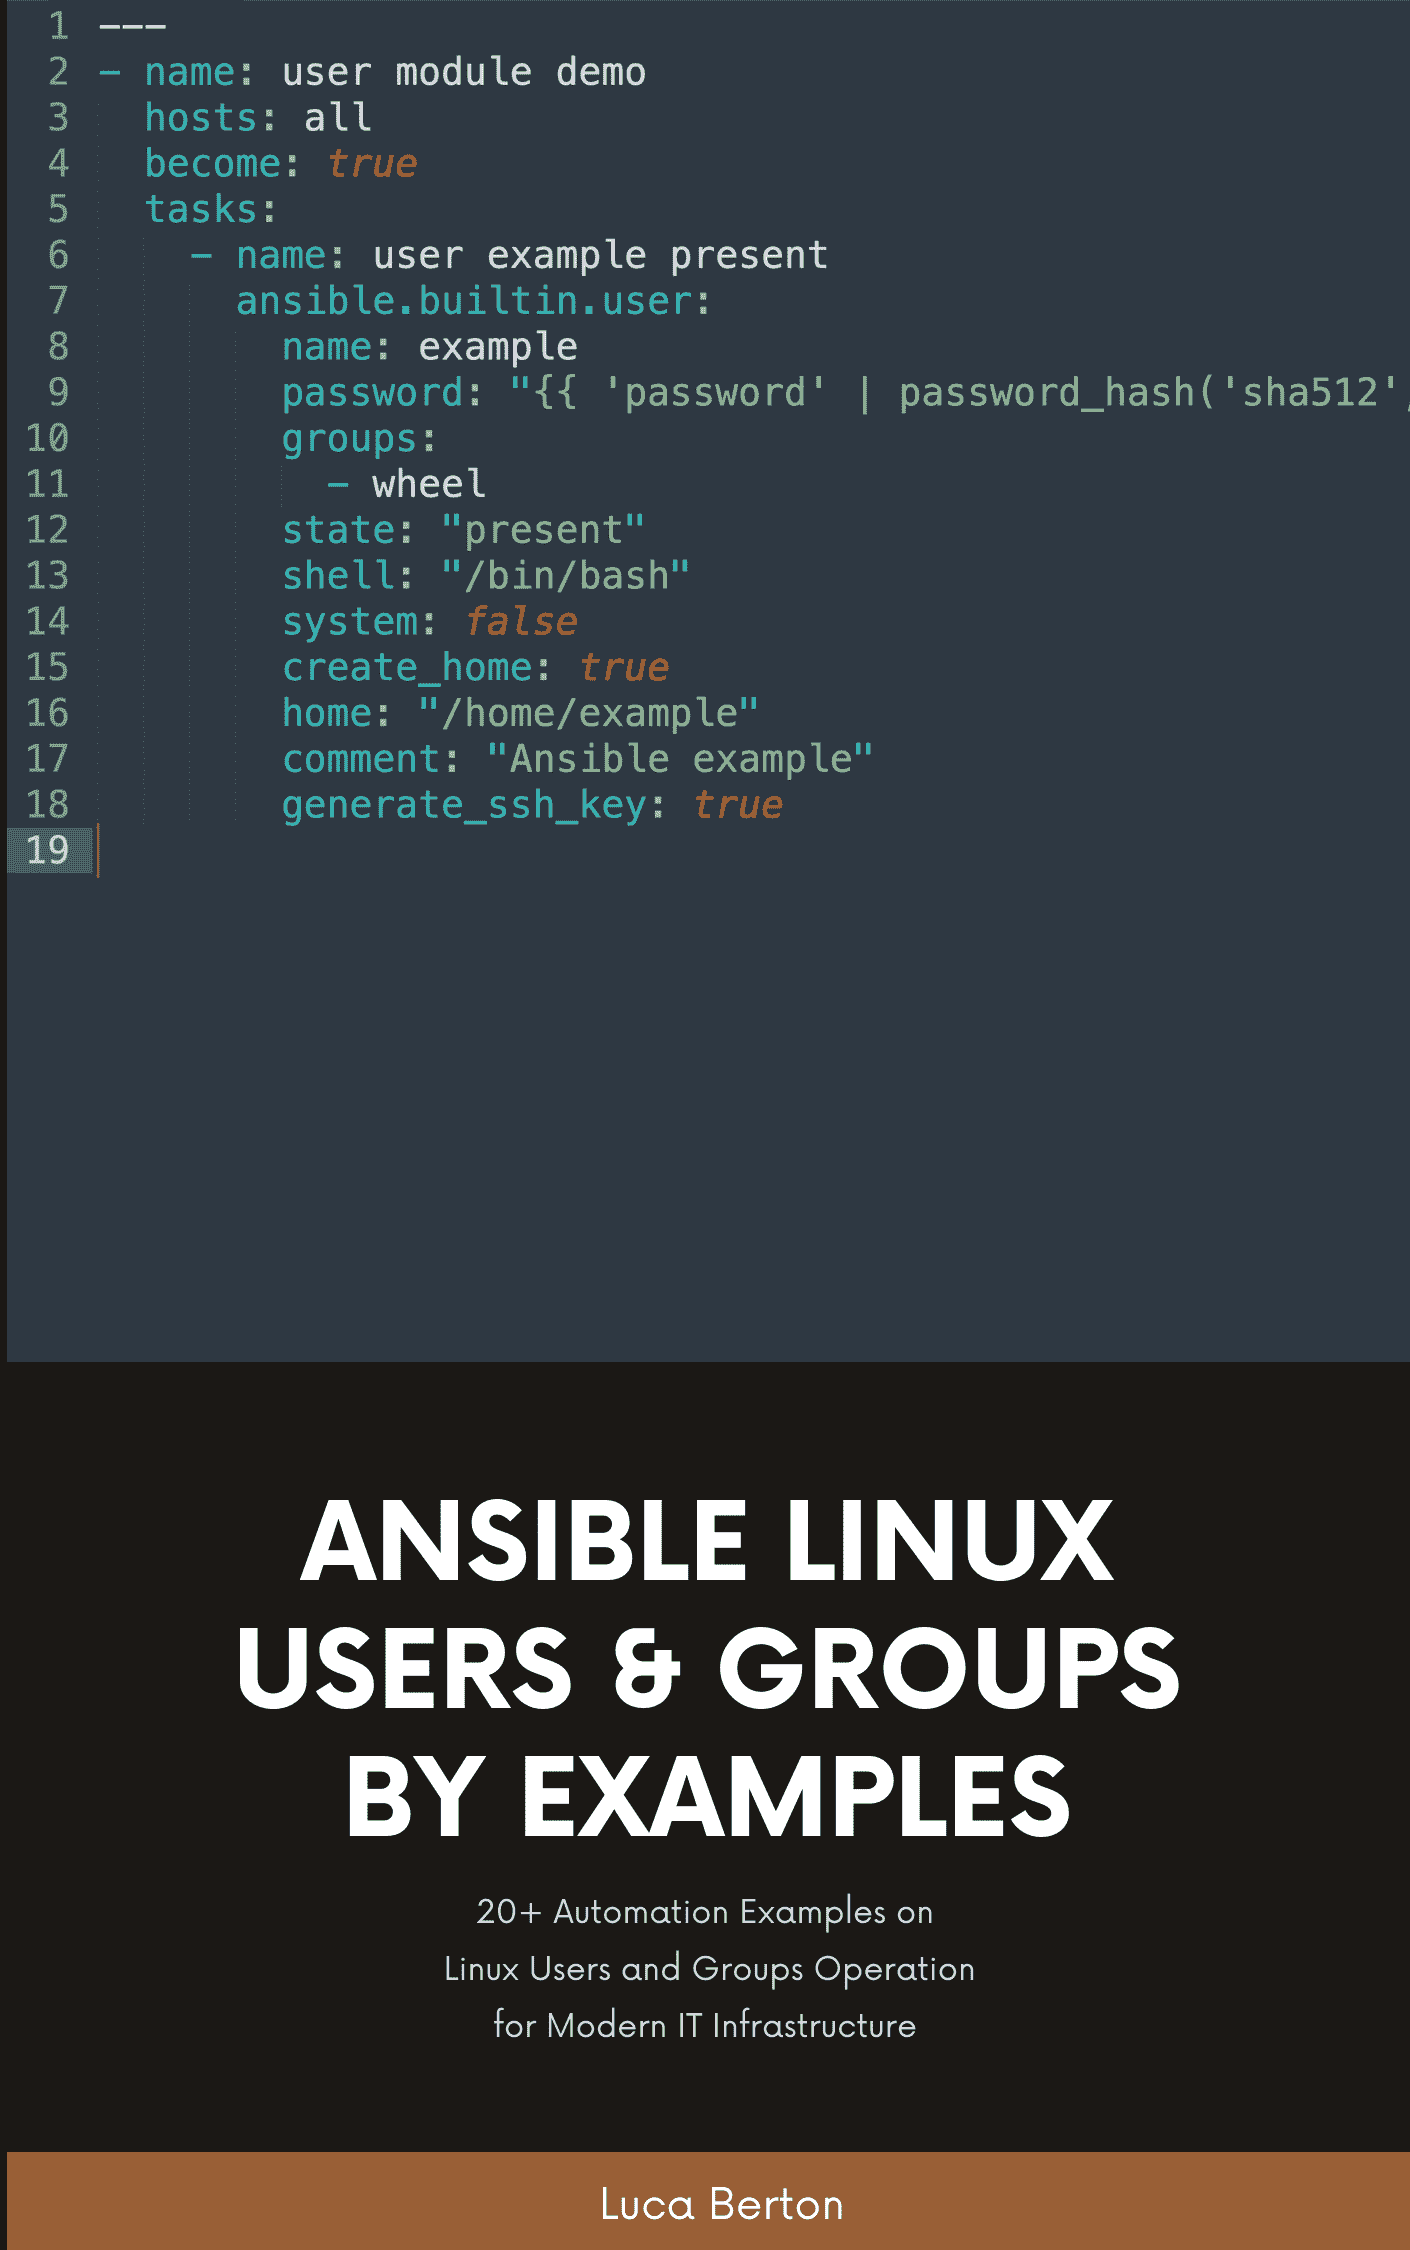 1 ---
2 - name: user module demo
3   hosts: all
4   become: true
5   tasks:
6     - name: user example present
7       ansible.builtin.user:
8         name: example
9         password: "{{ 'password' | password_hash('sha512',
10         groups:
11           - wheel
12         state: "present"
13         shell: "/bin/bash"
14         system: false
15         create_home: true
16         home: "/home/example"
17         comment: "Ansible example"
18         generate_ssh_key: true
19
ANSIBLE LINUX
USERS & GROUPS
BY EXAMPLES
20+ Automation Examples on
Linux Users and Groups Operation
for Modern IT Infrastructure
Luca Berton